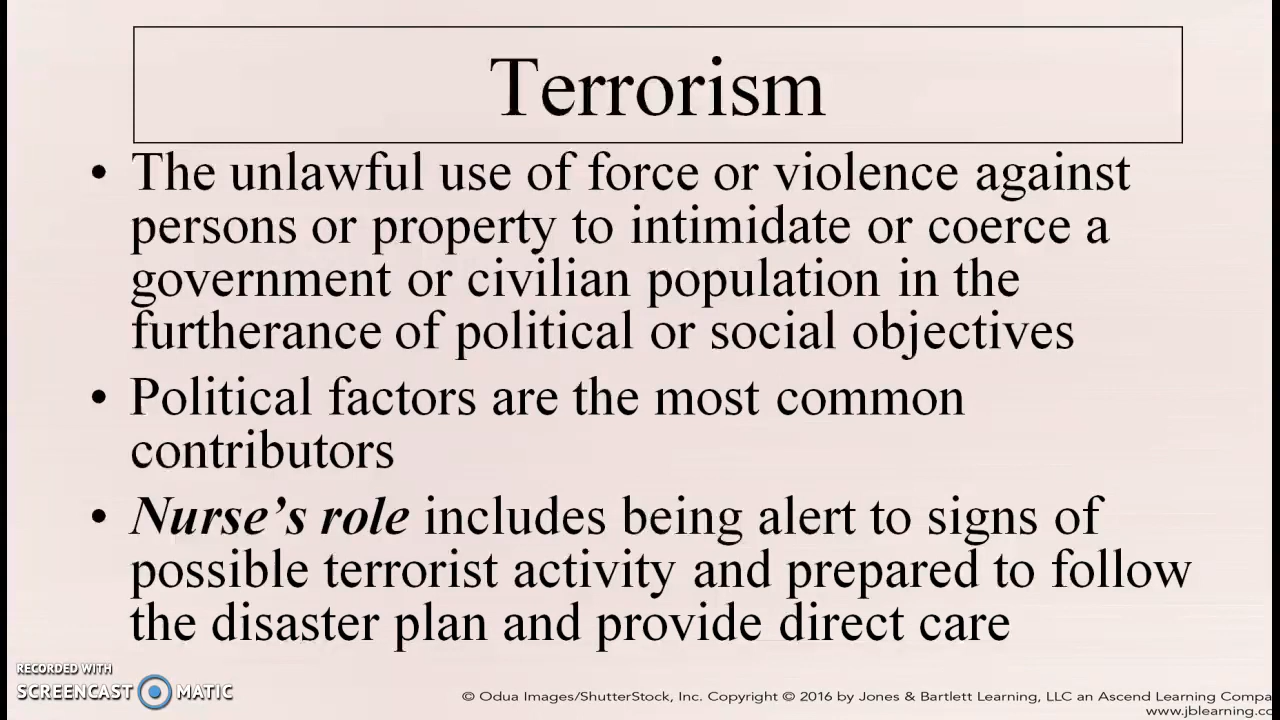 Terrorism
• The unlawful use of force or violence against
persons or property to intimidate or coerce a
government or civilian population in the
furtherance of political or social objectives
• Political factors are the most common
contributors
• Nurse’s role includes being alert to signs of
possible terrorist activity and prepared to follow
the disaster plan and provide direct care
RECORDED WITH
SCREENCAST MATIC
© Odua Images/ShutterStock, Inc. Copyright © 2016 by Jones & Bartlett Learning, LLC an Ascend Learning Compa
www.jblearning.co